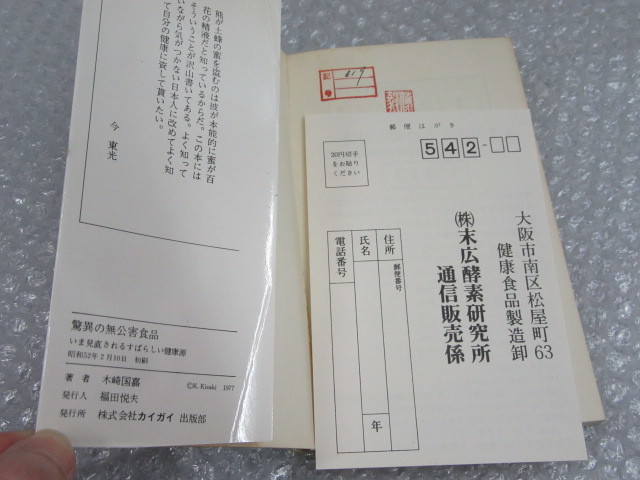 熊が土蜂の蜜を盗むのは彼が本能的に蜜が百
花の精液だと知っているからだ。この本には
そういうことが沢山書いてある。よく知って
いながら気がつかない日本人に改めてよく知
て自分の健康に資して貰いたい。
今 東光
驚異の無公害食品
いま見直されるすばらしい健康源
昭和52年2月10日 初刷
著者 木崎国嘉 ©K. Kizaki 1977
発行人 福田悦夫
発行所 株式会社カイガイ出版部
記号
617
郵便はがき
542-
20円切手
をお貼り
ください
大阪市南区松屋町63
健康食品製造卸
㈱末広酵素研究所
通信販売係
住所
郵便番号
氏名
年
電話番号